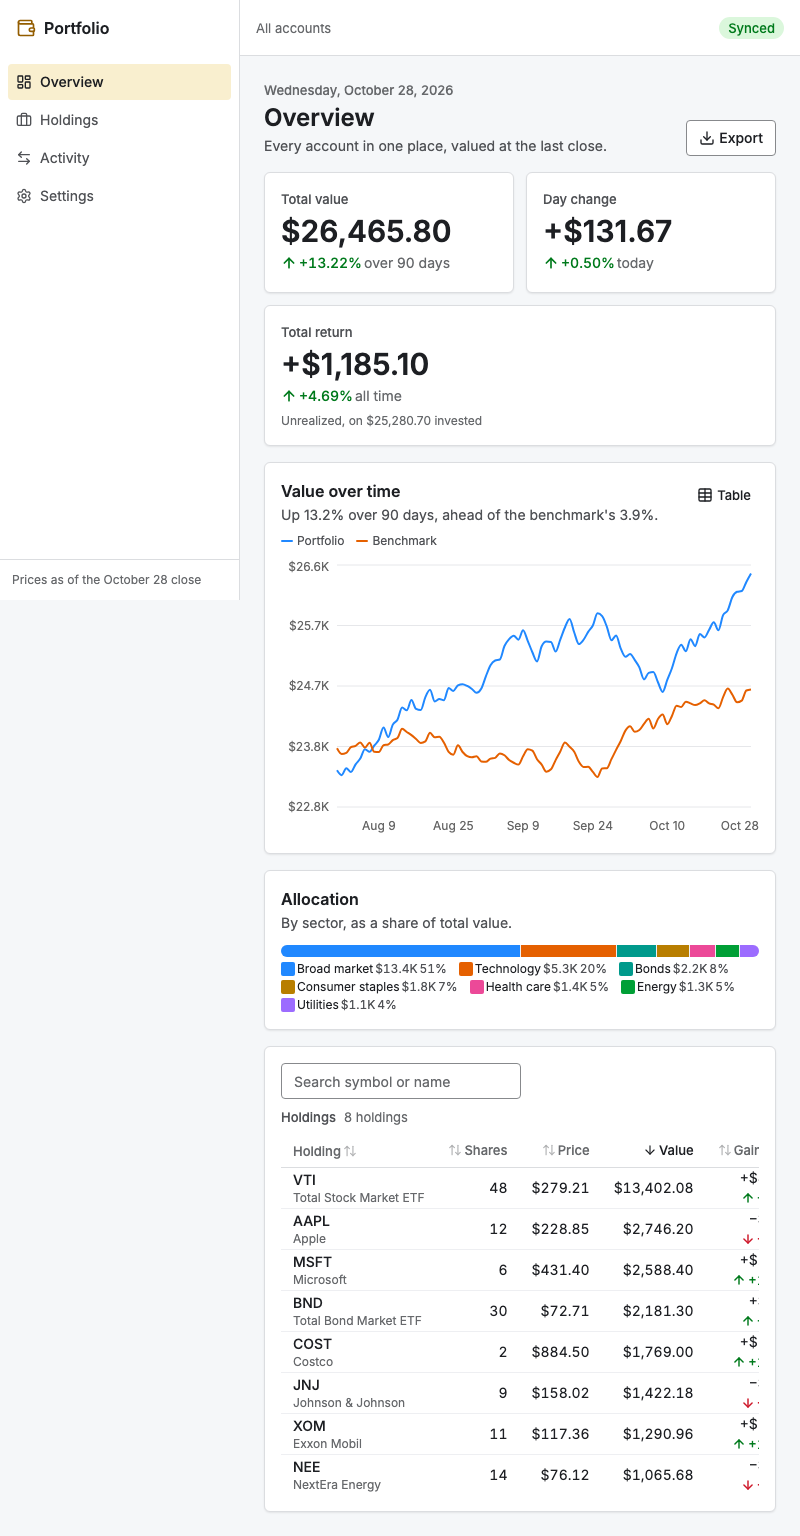 Portfolio
Overview
Holdings
Activity
Settings
Prices as of the October 28 close
All accounts
Synced
Wednesday, October 28, 2026
Overview
Every account in one place, valued at the last close.
Export
Total value
$26,465.80
+13.22% over 90 days
Day change
+$131.67
+0.50% today
Total return
+$1,185.10
+4.69% all time
Unrealized, on $25,280.70 invested
Value over time
Up 13.2% over 90 days, ahead of the benchmark's 3.9%.
Table
Portfolio Benchmark
$26.6K
$25.7K
$24.7K
$23.8K
$22.8K
Aug 9 Aug 25 Sep 9 Sep 24 Oct 10 Oct 28
Allocation
By sector, as a share of total value.
Broad market $13.4K 51% Technology $5.3K 20% Bonds $2.2K 8%
Consumer staples $1.8K 7% Health care $1.4K 5% Energy $1.3K 5%
Utilities $1.1K 4%
Search symbol or name
Holdings 8 holdings
Holding Shares Price Value
VTI
Total Stock Market ETF
48 $279.21 $13,402.08 +$
AAPL
Apple
12 $228.85 $2,746.20 −
MSFT
Microsoft
6 $431.40 $2,588.40 +$
BND
Total Bond Market ETF
30 $72.71 $2,181.30 +
COST
Costco
2 $884.50 $1,769.00 +$
JNJ
Johnson & Johnson
9 $158.02 $1,422.18 −
XOM
Exxon Mobil
11 $117.36 $1,290.96 +$
NEE
NextEra Energy
14 $76.12 $1,065.68 −